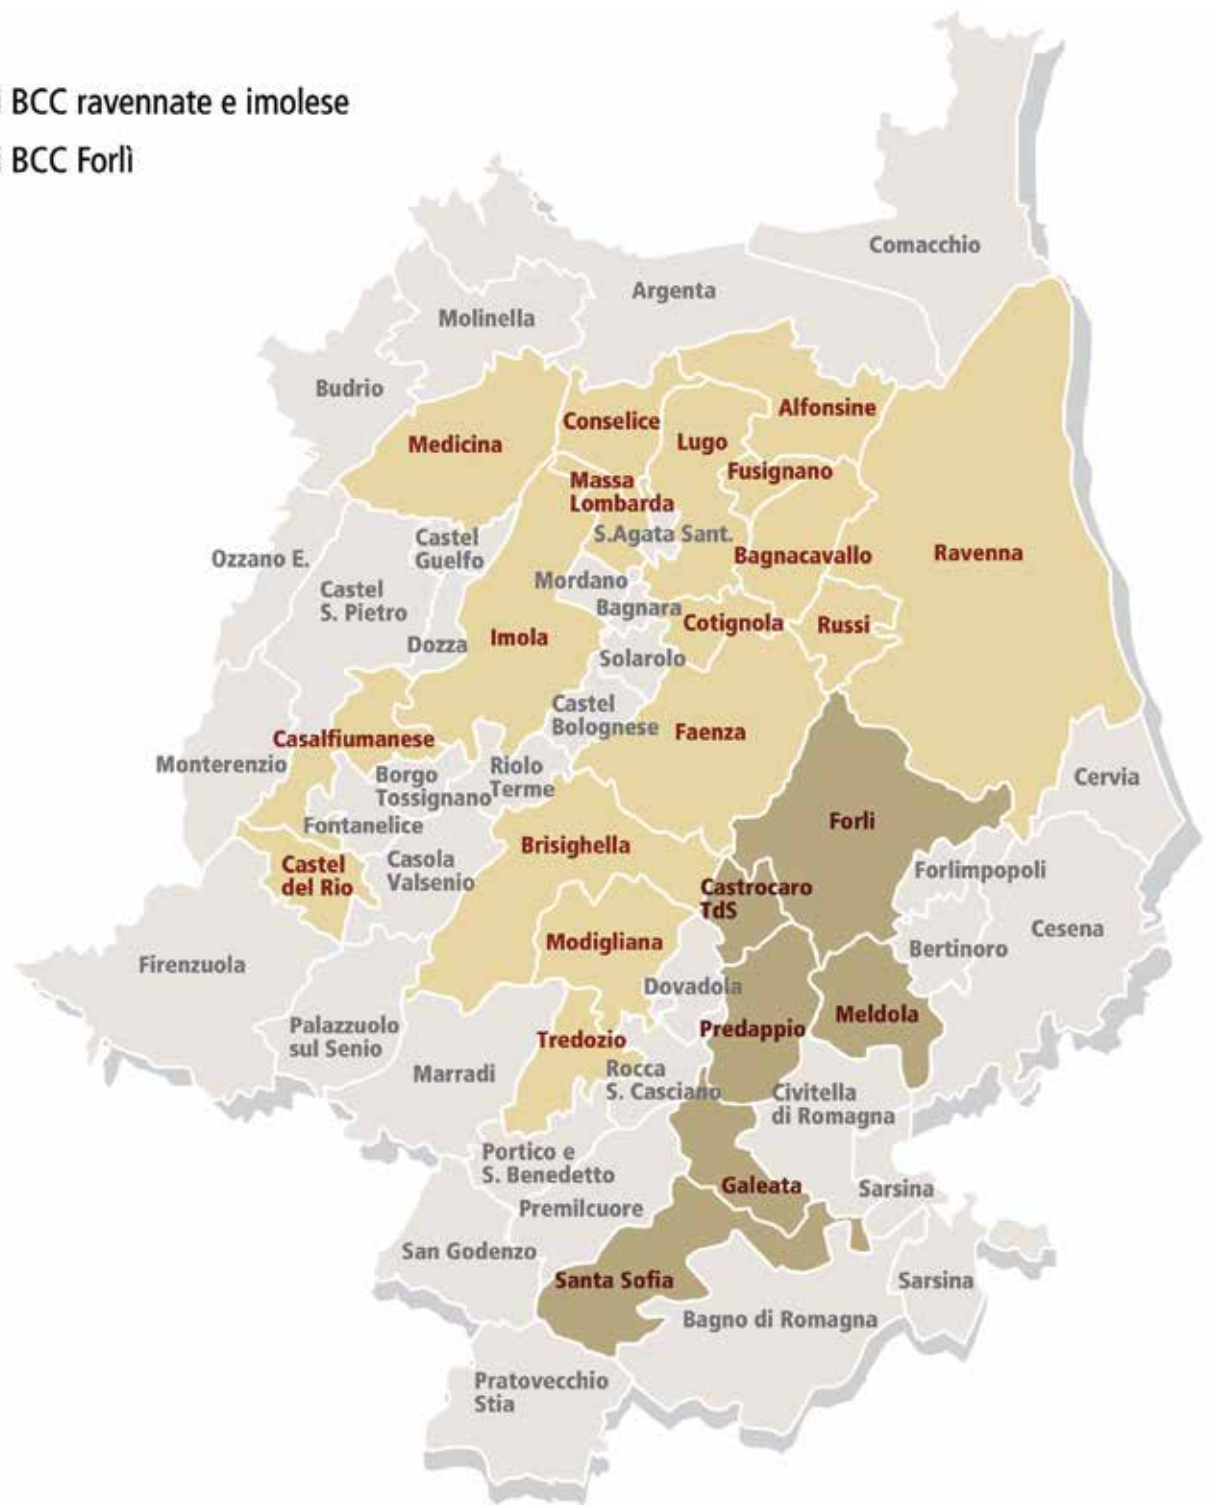 BCC ravennate e imolese
BCC Forlì
Comacchio
Argenta
Molinella
Budrio
Alfonsine
Conselice
Lugo
Medicina
Fusignano
Massa
Lombarda
S.Agata Sant.
Castel
Guelfo
Ozzano E.
Bagnacavallo
Ravenna
Mordano
Castel
S. Pietro
Bagnara
Cotignola
Russi
Imola
Dozza
Solarolo
Castel
Bolognese
Faenza
Casalfiumanese
Monterenzio
Borgo
Tossignano
Riolo
Terme
Cervia
Fontanelice
Forlì
Brisighella
Castel
del Rio
Casola
Valsenio
Castrocaro
TdS
Forlimpopoli
Cesena
Modigliana
Bertinoro
Firenzuola
Dovadola
Meldola
Palazzuolo
sul Senio
Tredozio
Predappio
Marradi
Rocca
S. Casciano
Civitella
di Romagna
Portico e
S. Benedetto
Galeata
Sarsina
Premilcuore
San Godenzo
Santa Sofia
Sarsina
Bagno di Romagna
Pratovecchio
Stia